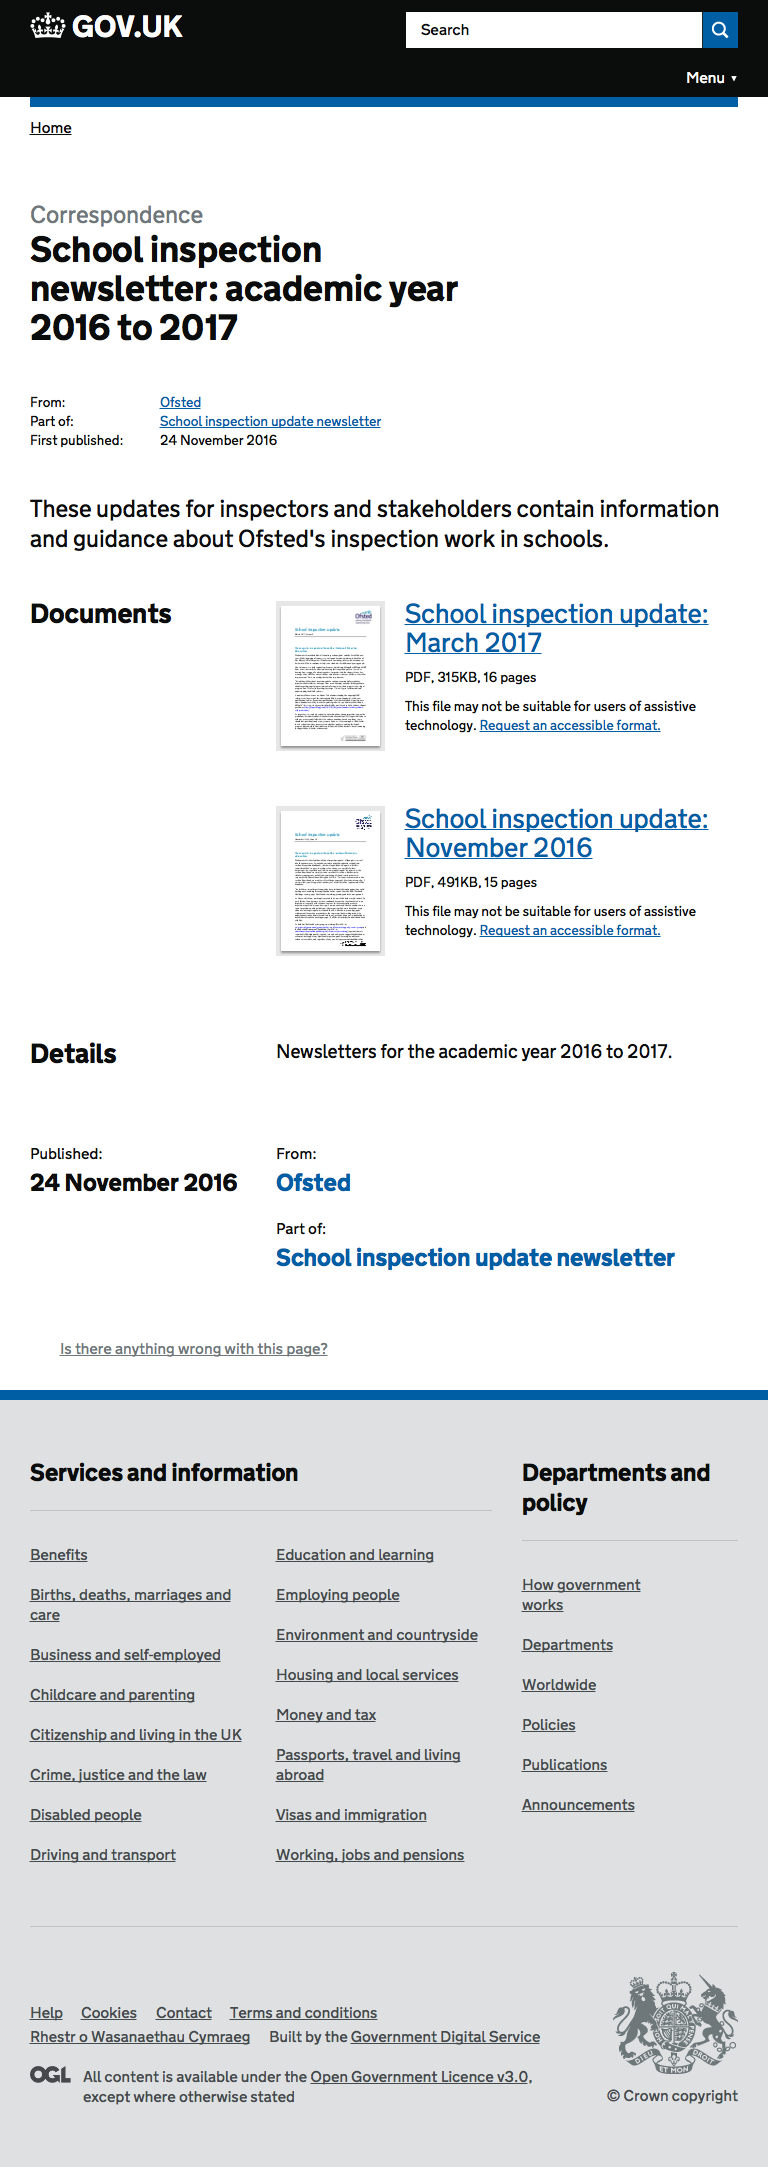 GOV.UK
Search
Menu ▼
Home
Correspondence
School inspection
newsletter: academic year
2016 to 2017
From: Ofsted
Part of: School inspection update newsletter
First published: 24 November 2016
These updates for inspectors and stakeholders contain information
and guidance about Ofsted's inspection work in schools.
Documents
Ofsted
School inspection update
School inspection update:
March 2017
PDF, 315KB, 16 pages
This file may not be suitable for users of assistive
technology. Request an accessible format.
School inspection update
School inspection update:
November 2016
PDF, 491KB, 15 pages
This file may not be suitable for users of assistive
technology. Request an accessible format.
Details
Newsletters for the academic year 2016 to 2017.
Published:
24 November 2016
From:
Ofsted
Part of:
School inspection update newsletter
Is there anything wrong with this page?
Services and information
Benefits
Births, deaths, marriages and
care
Business and self-employed
Childcare and parenting
Citizenship and living in the UK
Crime, justice and the law
Disabled people
Driving and transport
Education and learning
Employing people
Environment and countryside
Housing and local services
Money and tax
Passports, travel and living
abroad
Visas and immigration
Working, jobs and pensions
Departments and
policy
How government
works
Departments
Worldwide
Policies
Publications
Announcements
Help Cookies Contact Terms and conditions
Rhestr o Wasanaethau Cymraeg Built by the Government Digital Service
OGL All content is available under the Open Government Licence v3.0,
except where otherwise stated
DIEU ET MON DROIT
© Crown copyright